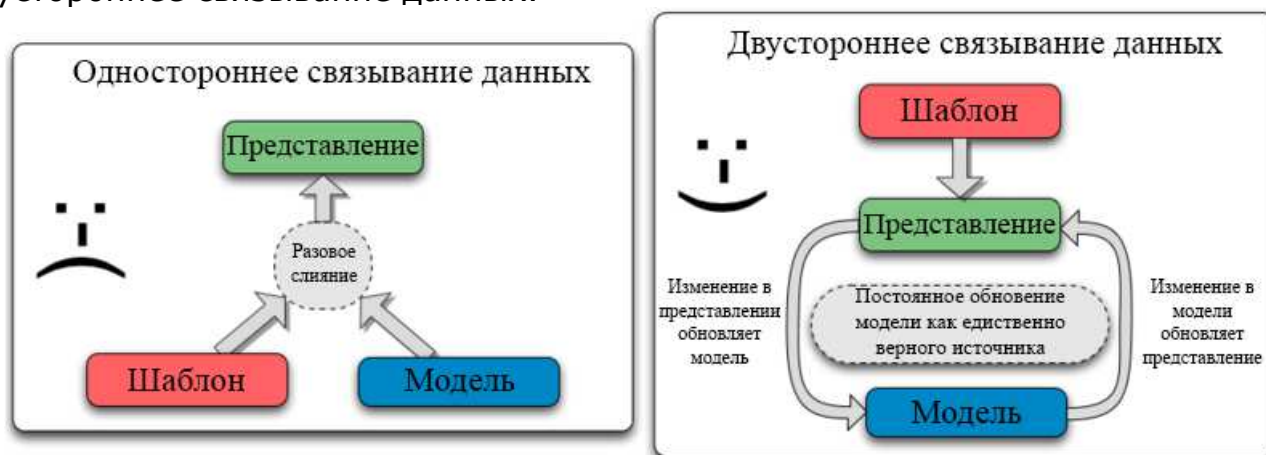 Одностороннее связывание данных
Представление
Разовое
слияние
Шаблон
Модель
Двустороннее связывание данных
Шаблон
Представление
Изменение в
представлении
обновляет
модель
Постоянное обновение
модели как едиственно
верного источника
Изменение в
модели
обновляет
представление
Модель